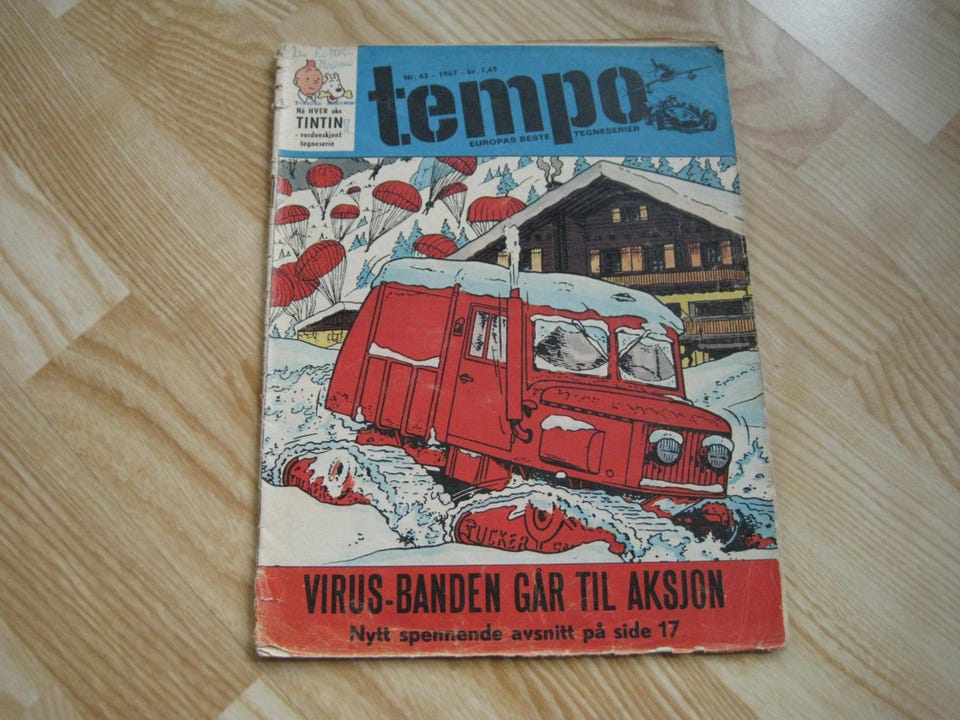 Nr. 43 - 1967 - kr. 1,65
tempo
EUROPAS BESTE TEGNESERIER
Nå HVER uke
TINTIN
- verdenskjent
tegneserie
TUCKER
VIRUS-BANDEN GÅR TIL AKSJON
Nytt spennende avsnitt på side 17